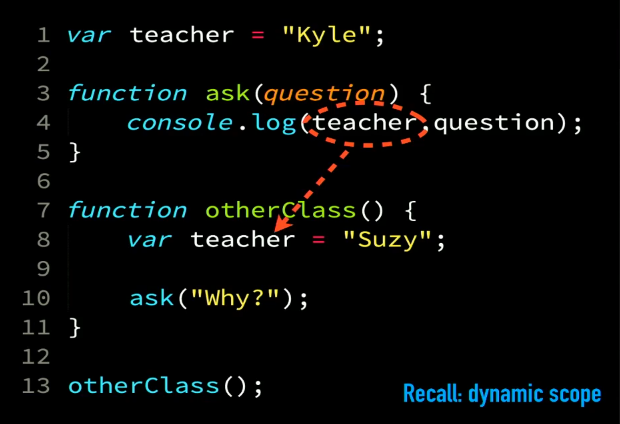 1 var teacher = "Kyle";
2
3 function ask(question) {
4     console.log(teacher,question);
5 }
6
7 function otherClass() {
8     var teacher = "Suzy";
9
10     ask("Why?");
11 }
12
13 otherClass();
Recall: dynamic scope